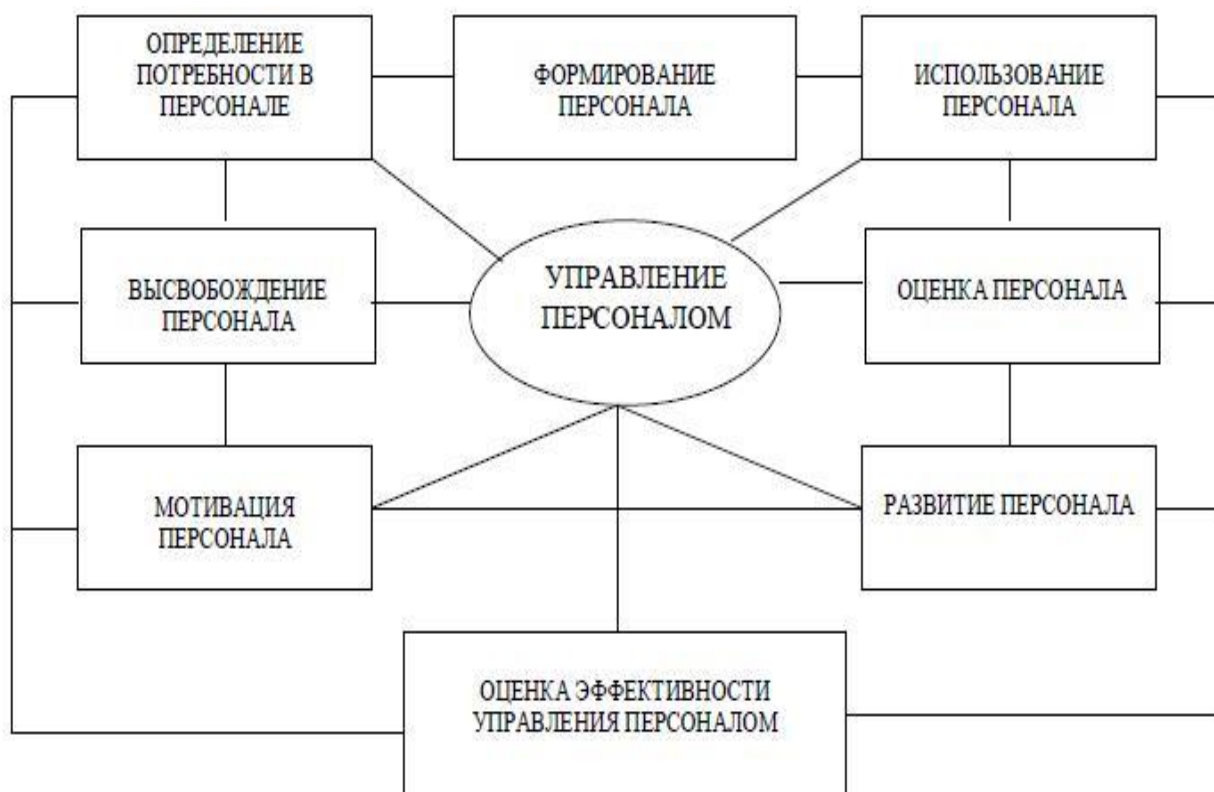 ОПРЕДЕЛЕНИЕ
ПОТРЕБНОСТИ В
ПЕРСОНАЛЕ
ФОРМИРОВАНИЕ
ПЕРСОНАЛА
ИСПОЛЬЗОВАНИЕ
ПЕРСОНАЛА
ВЫСВОБОЖДЕНИЕ
ПЕРСОНАЛА
УПРАВЛЕНИЕ
ПЕРСОНАЛОМ
ОЦЕНКА ПЕРСОНАЛА
МОТИВАЦИЯ
ПЕРСОНАЛА
РАЗВИТИЕ ПЕРСОНАЛА
ОЦЕНКА ЭФФЕКТИВНОСТИ
УПРАВЛЕНИЯ ПЕРСОНАЛОМ